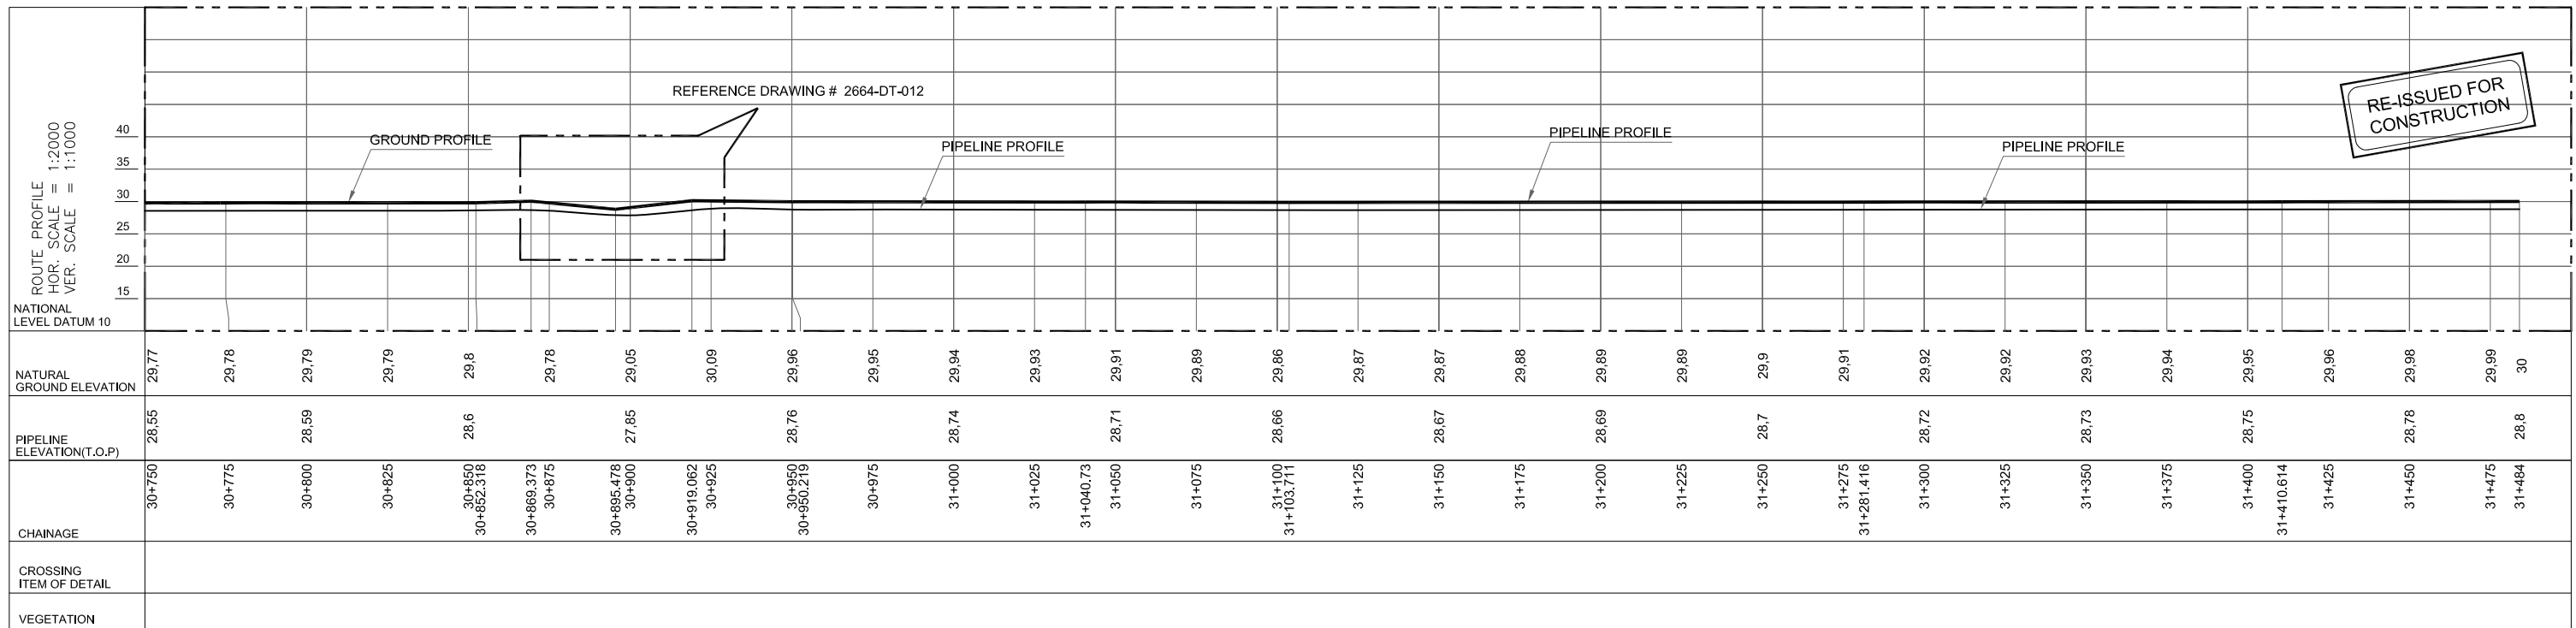 REFERENCE DRAWING # 2664-DT-012
RE-ISSUED FOR
CONSTRUCTION
GROUND PROFILE
PIPELINE PROFILE
PIPELINE PROFILE
PIPELINE PROFILE
ROUTE PROFILE
HOR. SCALE = 1:2000
VER. SCALE = 1:1000
40
35
30
25
20
15
NATIONAL
LEVEL DATUM 10
NATURAL
GROUND ELEVATION
29,77 29,78 29,79 29,79 29,8 29,78 29,05 30,09 29,96 29,95 29,94 29,93 29,91 29,89 29,86 29,87 29,87 29,88 29,89 29,89 29,9 29,91 29,92 29,92 29,93 29,94 29,95 29,96 29,98 29,99 30
PIPELINE
ELEVATION(T.O.P)
28,55 28,59 28,6 27,85 28,76 28,74 28,71 28,66 28,67 28,69 28,7 28,72 28,73 28,75 28,78 28,8
CHAINAGE
30+750 30+775 30+800 30+825 30+850 30+852.318 30+869.373 30+875 30+895.478 30+900 30+919.062 30+925 30+950 30+950.219 30+975 31+000 31+025 31+040.73 31+050 31+075 31+100 31+103.711 31+125 31+150 31+175 31+200 31+225 31+250 31+275 31+281.416 31+300 31+325 31+350 31+375 31+400 31+410.614 31+425 31+450 31+475 31+484
CROSSING
ITEM OF DETAIL
VEGETATION